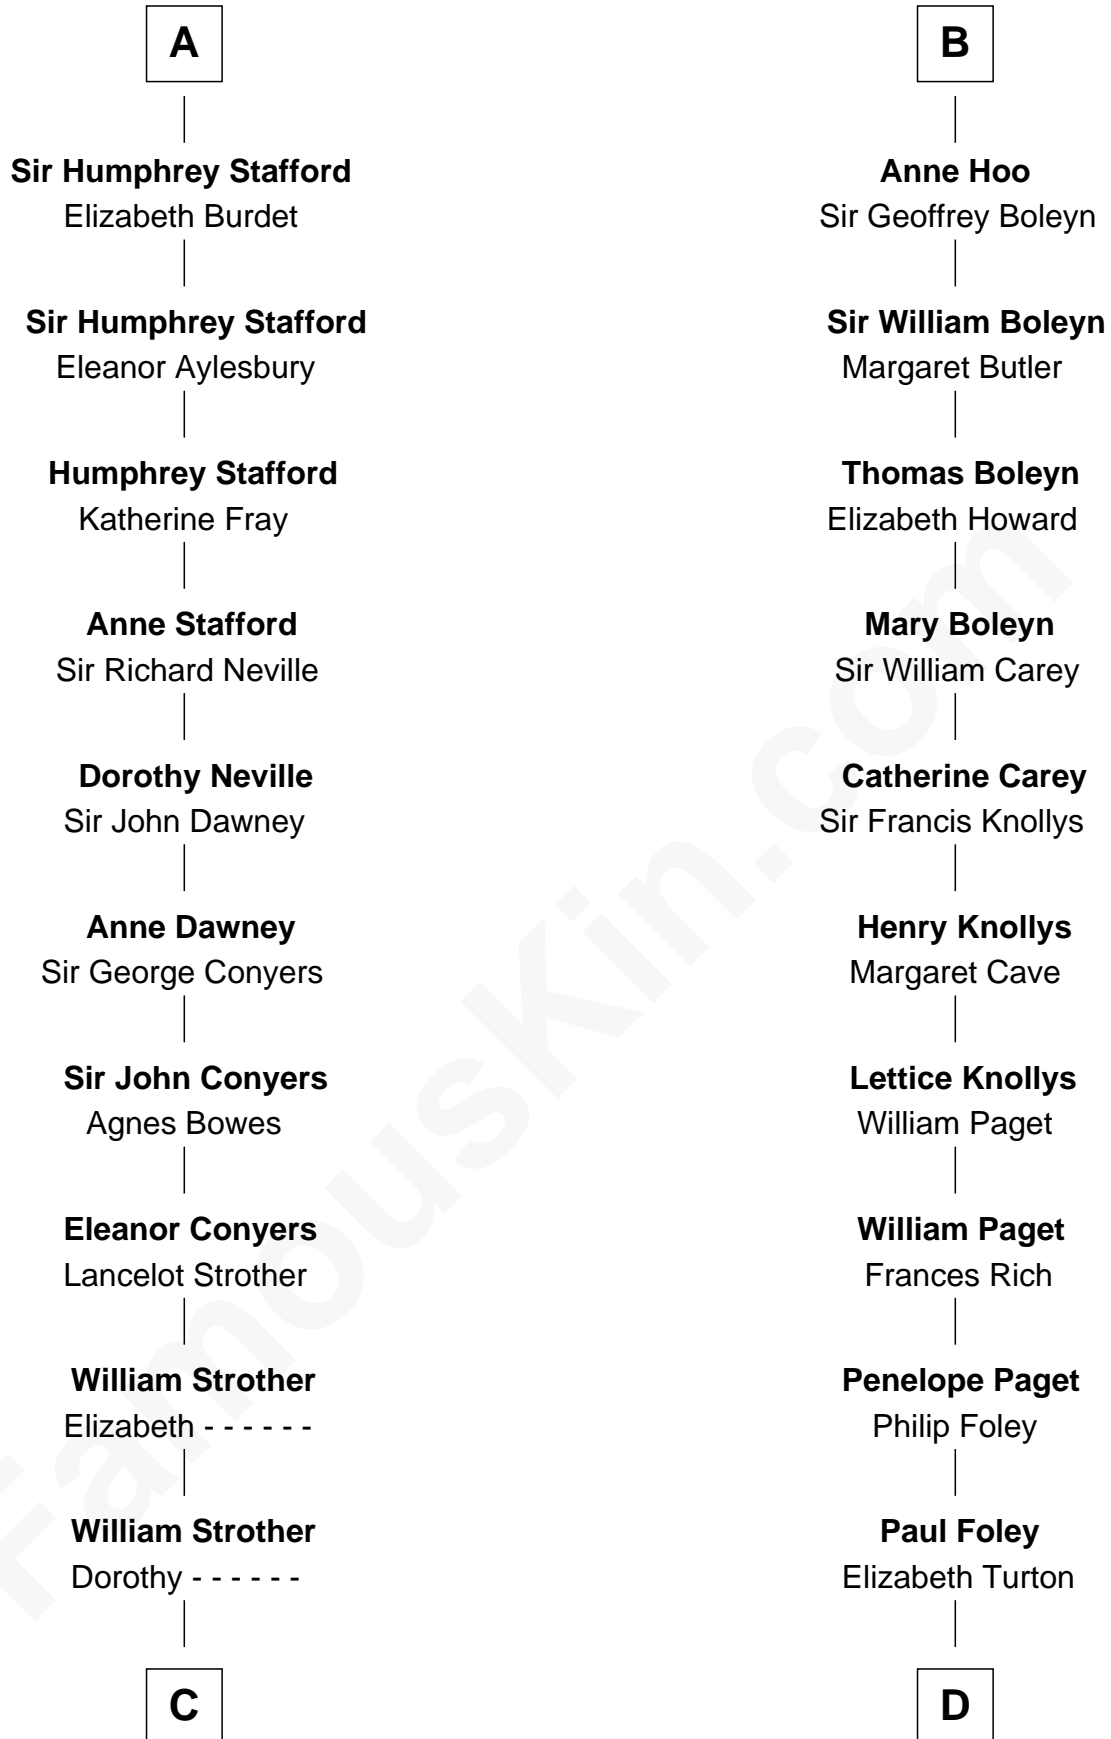 A
Sir Humphrey Stafford
Elizabeth Burdet
Sir Humphrey Stafford
Eleanor Aylesbury
Humphrey Stafford
Katherine Fray
Anne Stafford
Sir Richard Neville
Dorothy Neville
Sir John Dawney
Anne Dawney
Sir George Conyers
Sir John Conyers
Agnes Bowes
Eleanor Conyers
Lancelot Strother
William Strother
Elizabeth - - - - - -
William Strother
Dorothy - - - - - -
C
B
Anne Hoo
Sir Geoffrey Boleyn
Sir William Boleyn
Margaret Butler
Thomas Boleyn
Elizabeth Howard
Mary Boleyn
Sir William Carey
Catherine Carey
Sir Francis Knollys
Henry Knollys
Margaret Cave
Lettice Knollys
William Paget
William Paget
Frances Rich
Penelope Paget
Philip Foley
Paul Foley
Elizabeth Turton
D
FamousKin.com